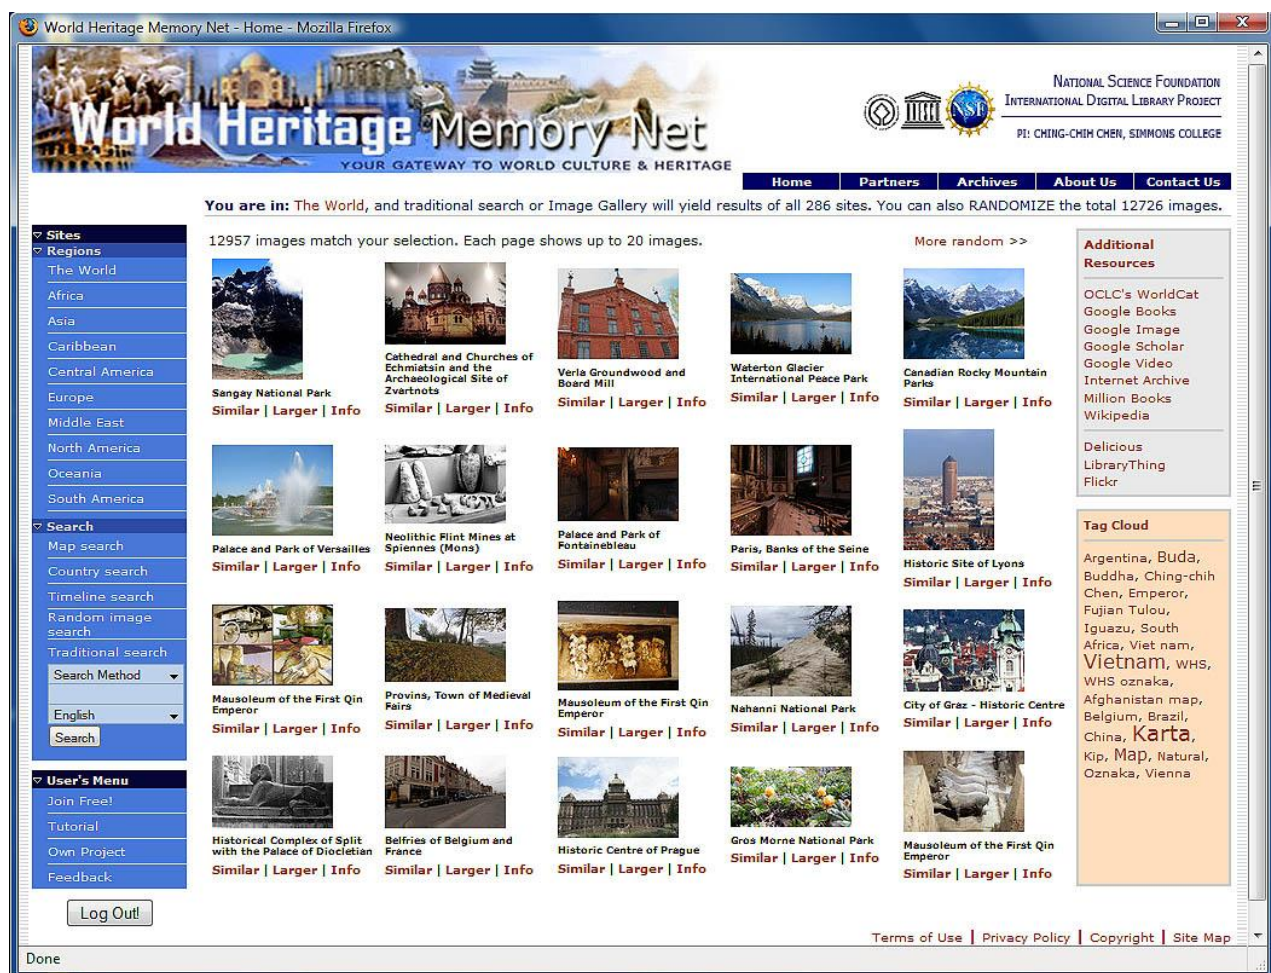 World Heritage Memory Net - Home - Mozilla Firefox
World Heritage Memory Net
YOUR GATEWAY TO WORLD CULTURE & HERITAGE
NSF
NATIONAL SCIENCE FOUNDATION
INTERNATIONAL DIGITAL LIBRARY PROJECT
PI: CHING-CHIH CHEN, SIMMONS COLLEGE
Home
Partners
Archives
About Us
Contact Us
You are in: The World, and traditional search or Image Gallery will yield results of all 286 sites. You can also RANDOMIZE the total 12726 images.
Sites
Regions
The World
Africa
Asia
Caribbean
Central America
Europe
Middle East
North America
Oceania
South America
Search
Map search
Country search
Timeline search
Random image
search
Traditional search
Search Method
English
Search
User's Menu
Join Free!
Tutorial
Own Project
Feedback
Log Out!
12957 images match your selection. Each page shows up to 20 images.
More random >>
Sangay National Park
Similar | Larger | Info
Cathedral and Churches of
Echmiatsin and the
Archaeological Site of
Zvartnots
Similar | Larger | Info
Verla Groundwood and
Board Mill
Similar | Larger | Info
Waterton Glacier
International Peace Park
Similar | Larger | Info
Canadian Rocky Mountain
Parks
Similar | Larger | Info
Palace and Park of Versailles
Similar | Larger | Info
Neolithic Flint Mines at
Spiennes (Mons)
Similar | Larger | Info
Palace and Park of
Fontainebleau
Similar | Larger | Info
Paris, Banks of the Seine
Similar | Larger | Info
Historic Site of Lyons
Similar | Larger | Info
Mausoleum of the First Qin
Emperor
Similar | Larger | Info
Provins, Town of Medieval
Fairs
Similar | Larger | Info
Mausoleum of the First Qin
Emperor
Similar | Larger | Info
Nahanni National Park
Similar | Larger | Info
City of Graz - Historic Centre
Similar | Larger | Info
Historical Complex of Split
with the Palace of Diocletian
Similar | Larger | Info
Belfries of Belgium and
France
Similar | Larger | Info
Historic Centre of Prague
Similar | Larger | Info
Gros Morne National Park
Similar | Larger | Info
Mausoleum of the First Qin
Emperor
Similar | Larger | Info
Additional
Resources
OCLC's WorldCat
Google Books
Google Image
Google Scholar
Google Video
Internet Archive
Million Books
Wikipedia
Delicious
LibraryThing
Flickr
Tag Cloud
Argentina, Buda,
Buddha, Ching-chih
Chen, Emperor,
Fujian Tulou,
Iguazu, South
Africa, Viet nam,
Vietnam, WHS,
WHS oznaka,
Afghanistan map,
Belgium, Brazil,
China, Karta,
Kip, Map, Natural,
Oznaka, Vienna
Terms of Use | Privacy Policy | Copyright | Site Map
Done